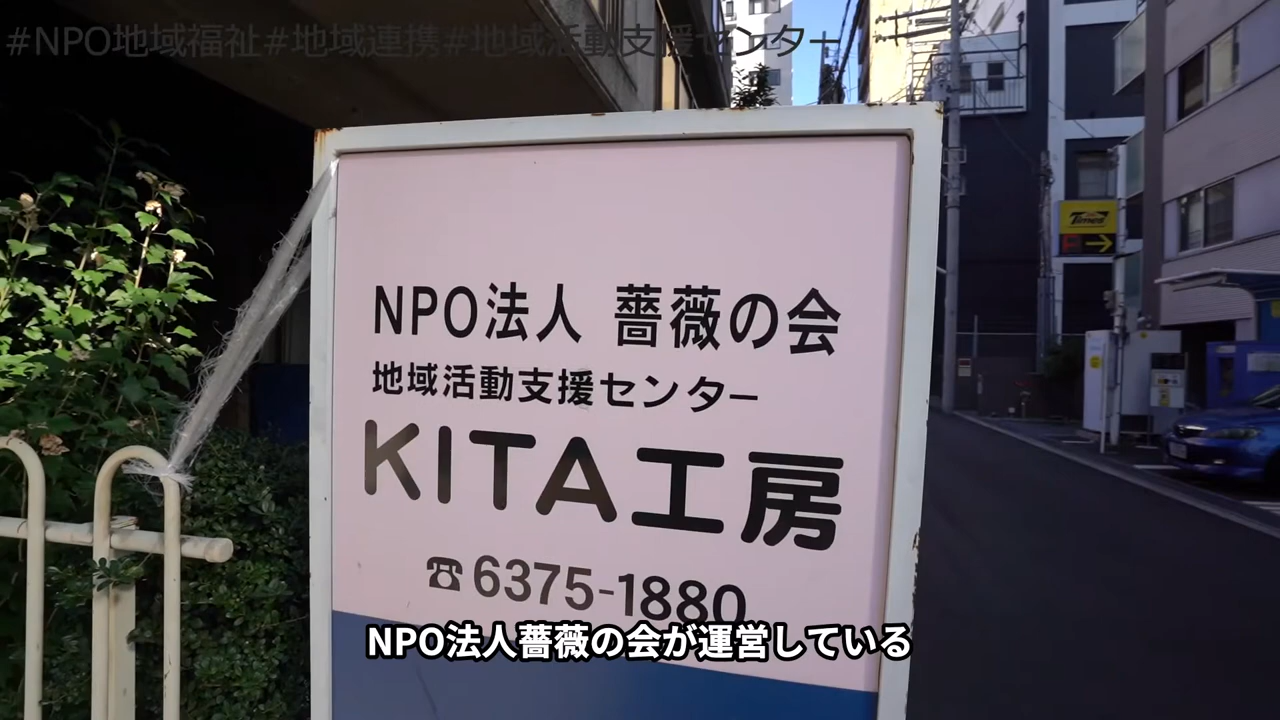 #NPO地域福祉#地域連携#地域活動支援センター
NPO法人 薔薇の会
地域活動支援センター
KITA工房
☎6375-1880
NPO法人薔薇の会が運営している
Times
P→